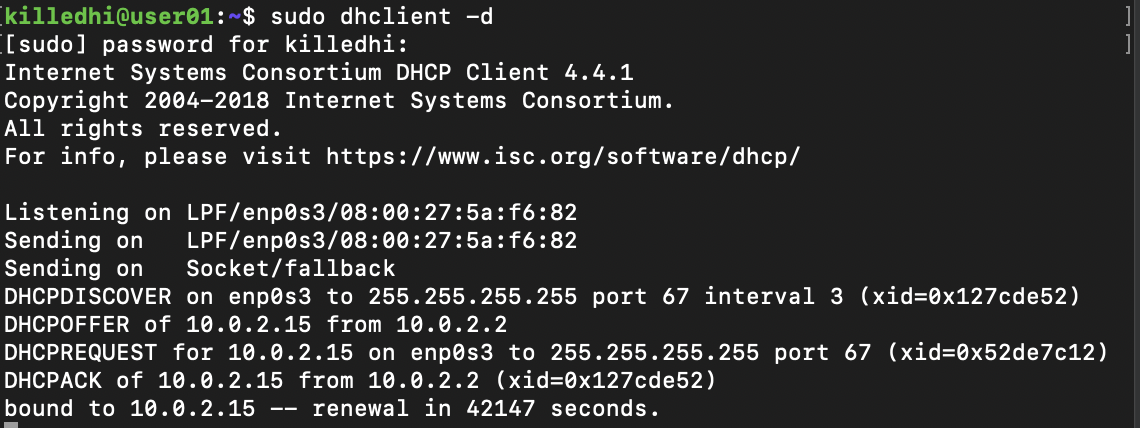 [killedhi@user01:~$ sudo dhclient -d ]
[[sudo] password for killedhi: ]
Internet Systems Consortium DHCP Client 4.4.1
Copyright 2004-2018 Internet Systems Consortium.
All rights reserved.
For info, please visit https://www.isc.org/software/dhcp/

Listening on LPF/enp0s3/08:00:27:5a:f6:82
Sending on   LPF/enp0s3/08:00:27:5a:f6:82
Sending on   Socket/fallback
DHCPDISCOVER on enp0s3 to 255.255.255.255 port 67 interval 3 (xid=0x127cde52)
DHCPOFFER of 10.0.2.15 from 10.0.2.2
DHCPREQUEST for 10.0.2.15 on enp0s3 to 255.255.255.255 port 67 (xid=0x52de7c12)
DHCPACK of 10.0.2.15 from 10.0.2.2 (xid=0x127cde52)
bound to 10.0.2.15 -- renewal in 42147 seconds.